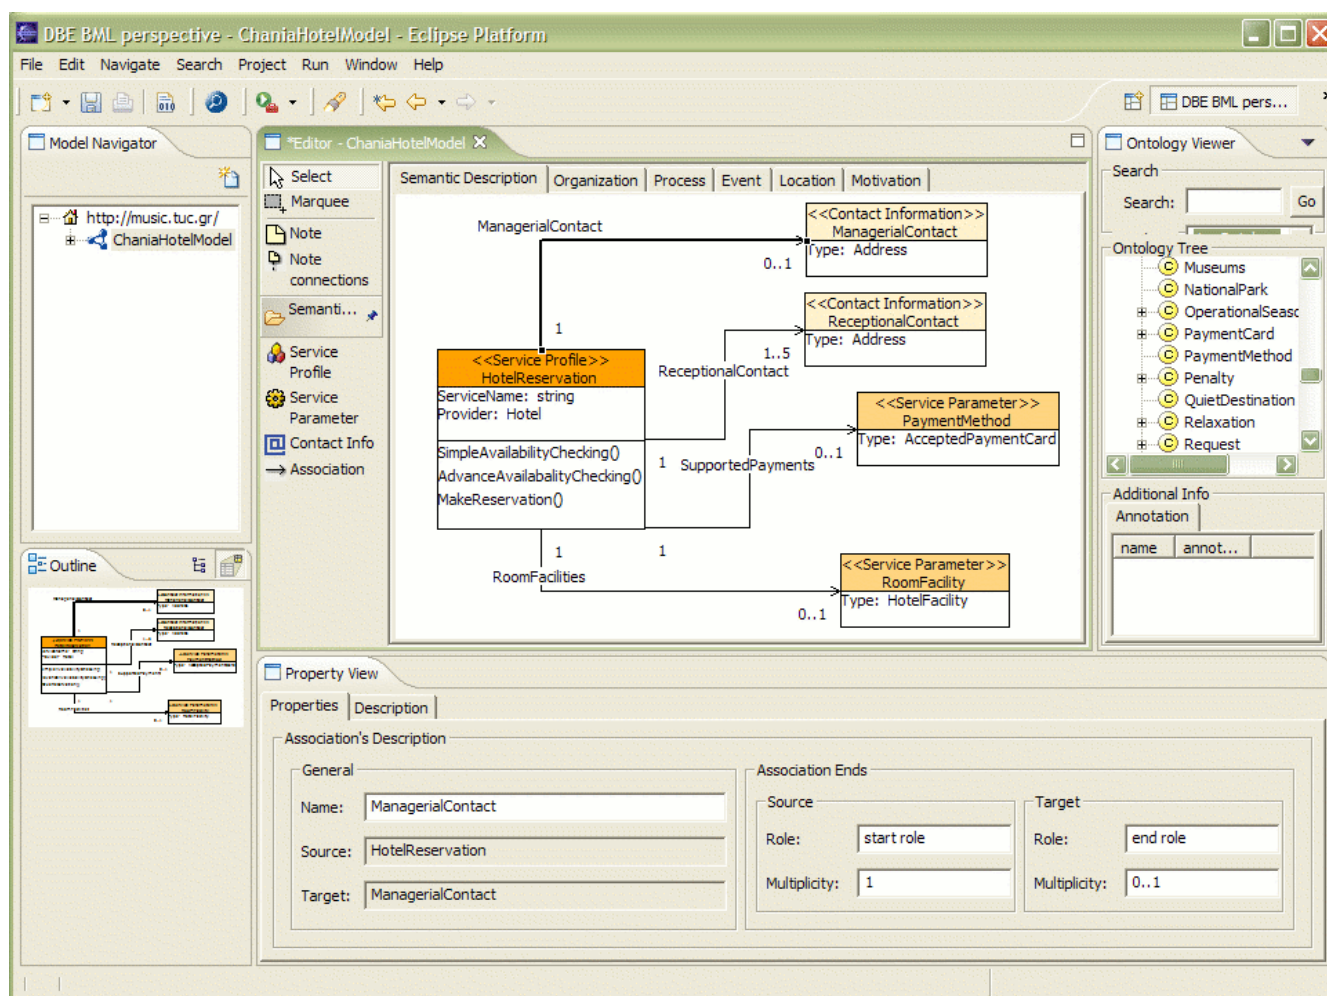 DBE BML perspective - ChaniaHotelModel - Eclipse Platform
File Edit Navigate Search Project Run Window Help
DBE BML pers...
Model Navigator
http://music.tuc.gr/
ChaniaHotelModel
Outline
*Editor - ChaniaHotelModel
Select
Marquee
Note
Note
connections
Semanti...
Service
Profile
Service
Parameter
Contact Info
Association
Semantic Description Organization Process Event Location Motivation
ManagerialContact
<<Contact Information>>
ManagerialContact
Type: Address
0..1
1
<<Contact Information>>
ReceptionalContact
Type: Address
1..5
ReceptionalContact
<<Service Profile>>
HotelReservation
ServiceName: string
Provider: Hotel
SimpleAvailabilityChecking()
AdvanceAvailabalityChecking()
MakeReservation()
<<Service Parameter>>
PaymentMethod
Type: AcceptedPaymentCard
0..1
1
SupportedPayments
1
1
RoomFacilities
<<Service Parameter>>
RoomFacility
Type: HotelFacility
0..1
Ontology Viewer
Search
Search:
Go
Ontology Tree
Museums
NationalPark
OperationalSeasc
PaymentCard
PaymentMethod
Penalty
QuietDestination
Relaxation
Request
Additional Info
Annotation
name annot...
Property View
Properties Description
Association's Description
General
Name: ManagerialContact
Source: HotelReservation
Target: ManagerialContact
Association Ends
Source
Role: start role
Multiplicity: 1
Target
Role: end role
Multiplicity: 0..1